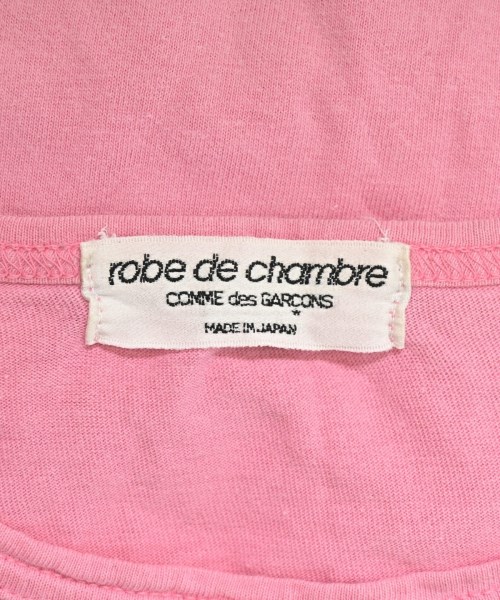 robe de chambre
COMME des GARÇONS
*
MADE IN JAPAN